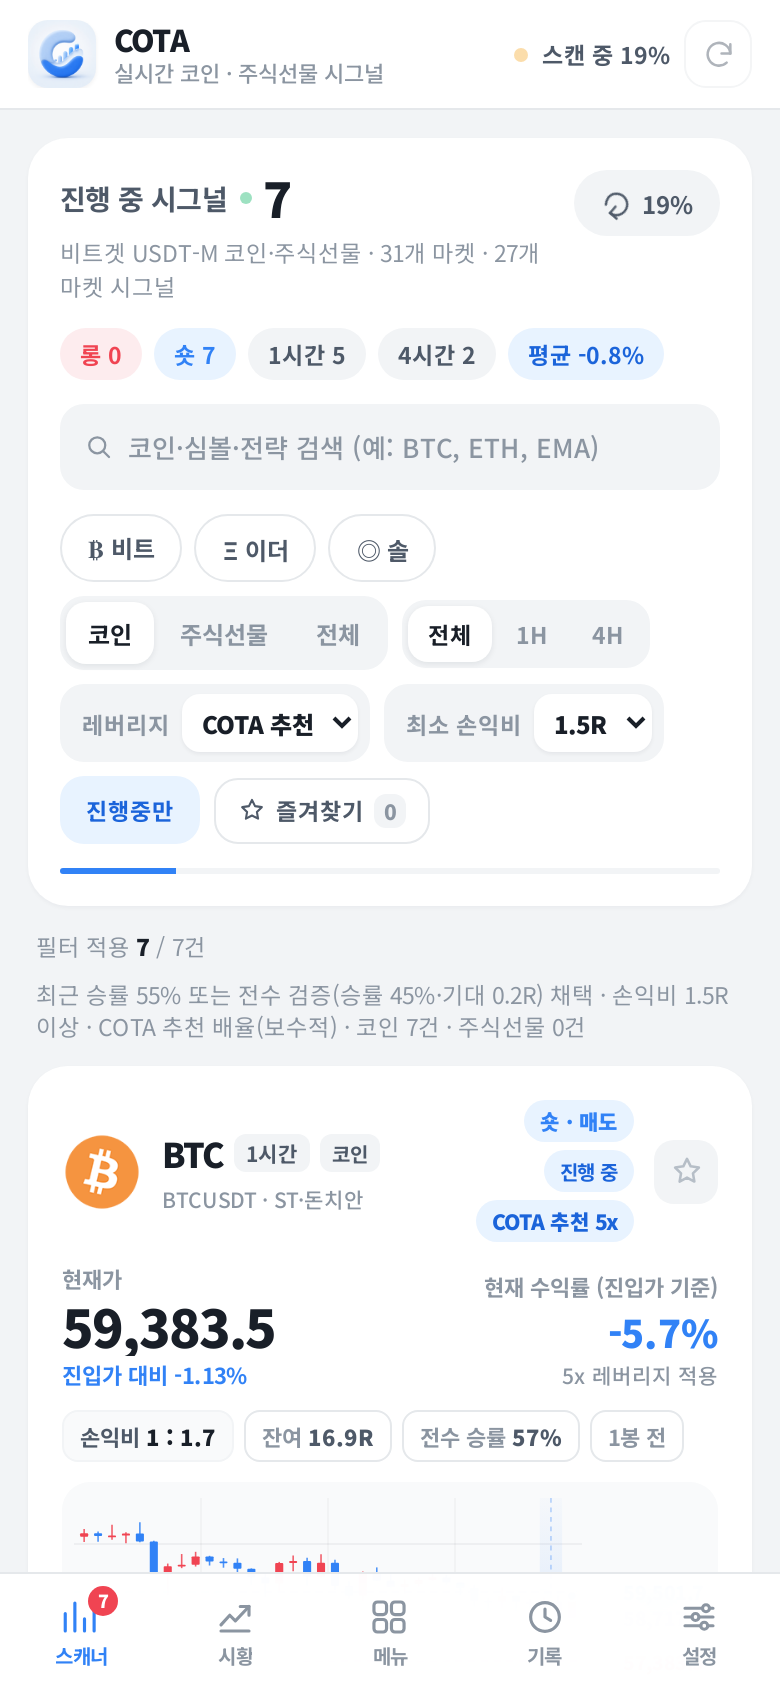 COTA
실시간 코인 · 주식선물 시그널
스캔 중 19%
진행 중 시그널 7
19%
비트겟 USDT-M 코인·주식선물 · 31개 마켓 · 27개
마켓 시그널
롱 0
숏 7
1시간 5
4시간 2
평균 -0.8%
코인·심볼·전략 검색 (예: BTC, ETH, EMA)
₿ 비트
Ξ 이더
◎ 솔
코인
주식선물
전체
전체
1H
4H
레버리지
COTA 추천
최소 손익비
1.5R
진행중만
즐겨찾기 0
필터 적용 7 / 7건
최근 승률 55% 또는 전수 검증(승률 45%·기대 0.2R) 채택 · 손익비 1.5R
이상 · COTA 추천 배율(보수적) · 코인 7건 · 주식선물 0건
BTC
1시간
코인
BTCUSDT · ST·돈치안
숏 · 매도
진행 중
COTA 추천 5x
현재가
59,383.5
진입가 대비 -1.13%
현재 수익률 (진입가 기준)
-5.7%
5x 레버리지 적용
손익비 1 : 1.7
잔여 16.9R
전수 승률 57%
1봉 전
7
스캐너
시황
메뉴
기록
설정